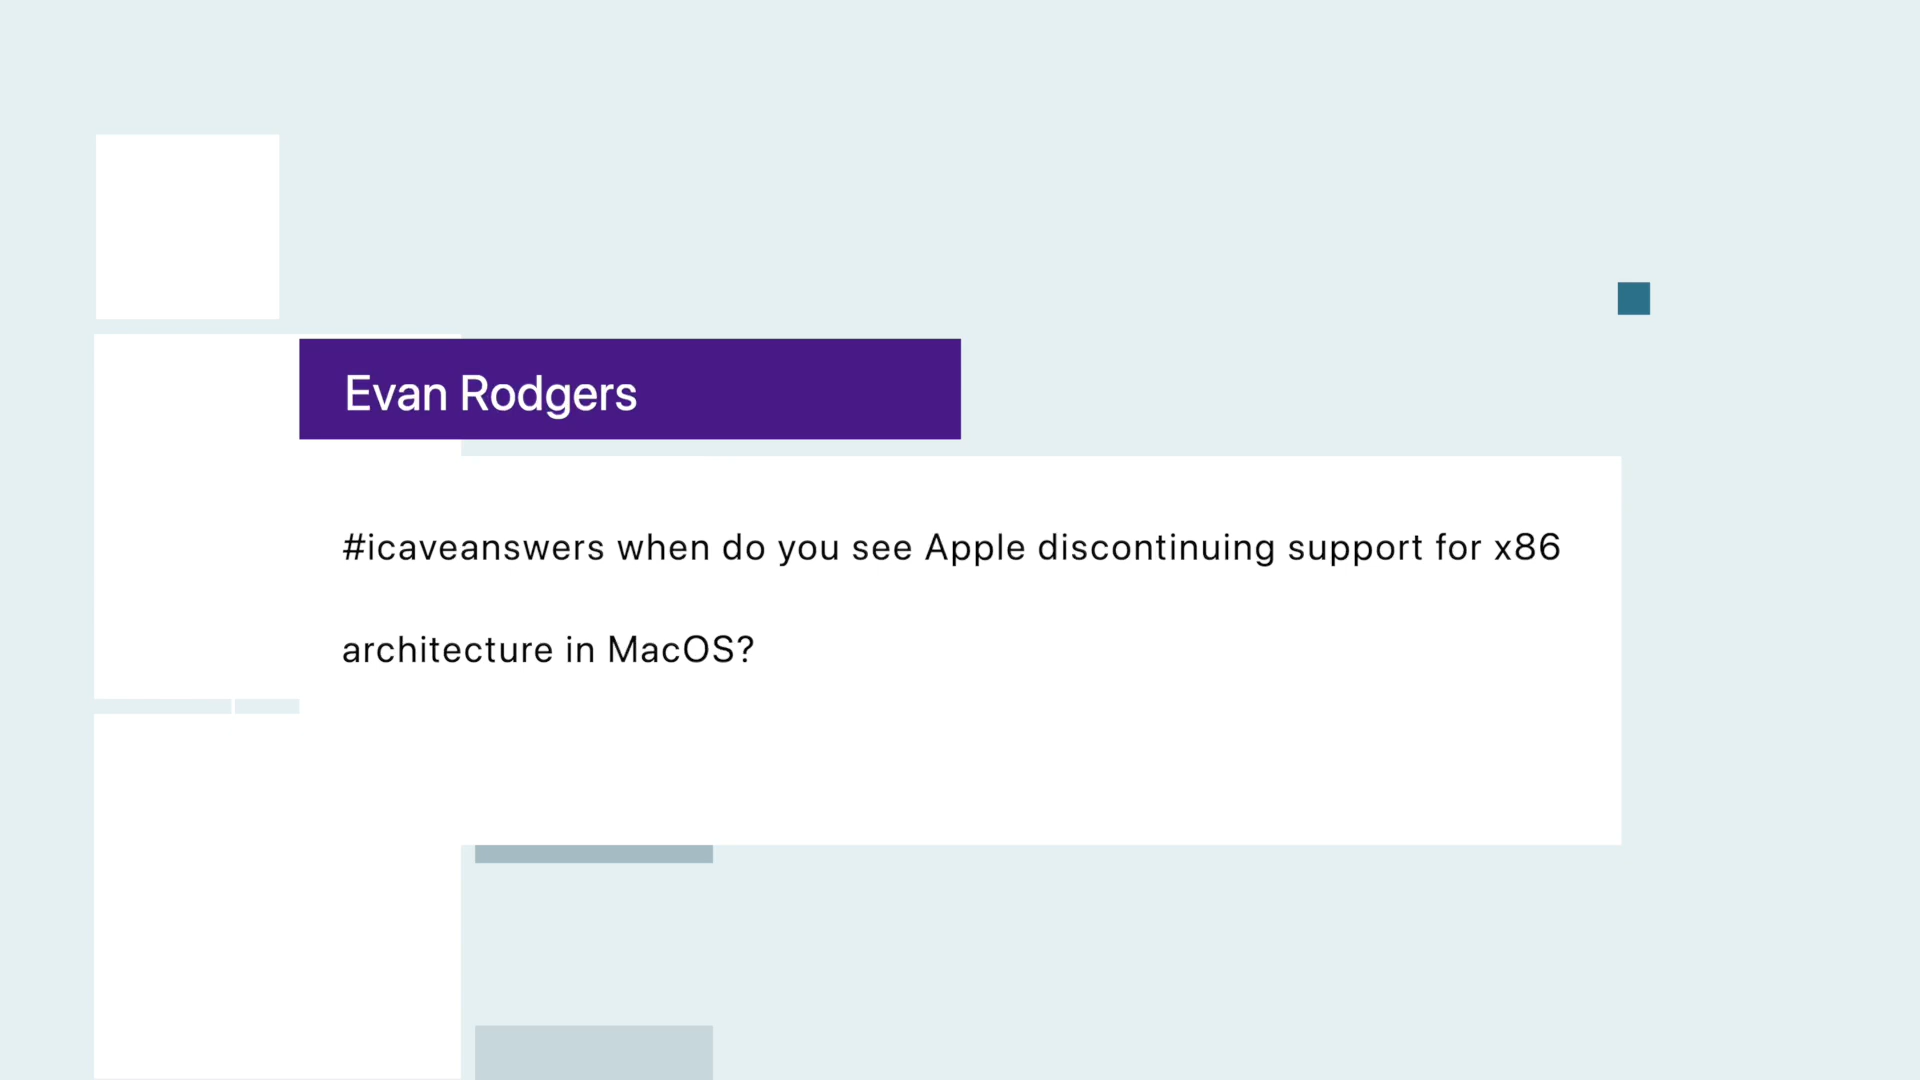 Evan Rodgers
#icaveanswers when do you see Apple discontinuing support for x86
architecture in MacOS?